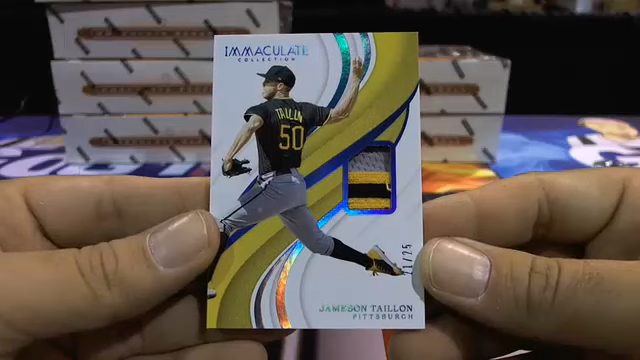 IMMACULATE
COLLECTION
TAILLON
50
21/25
JAMESON TAILLON
PITTSBURGH